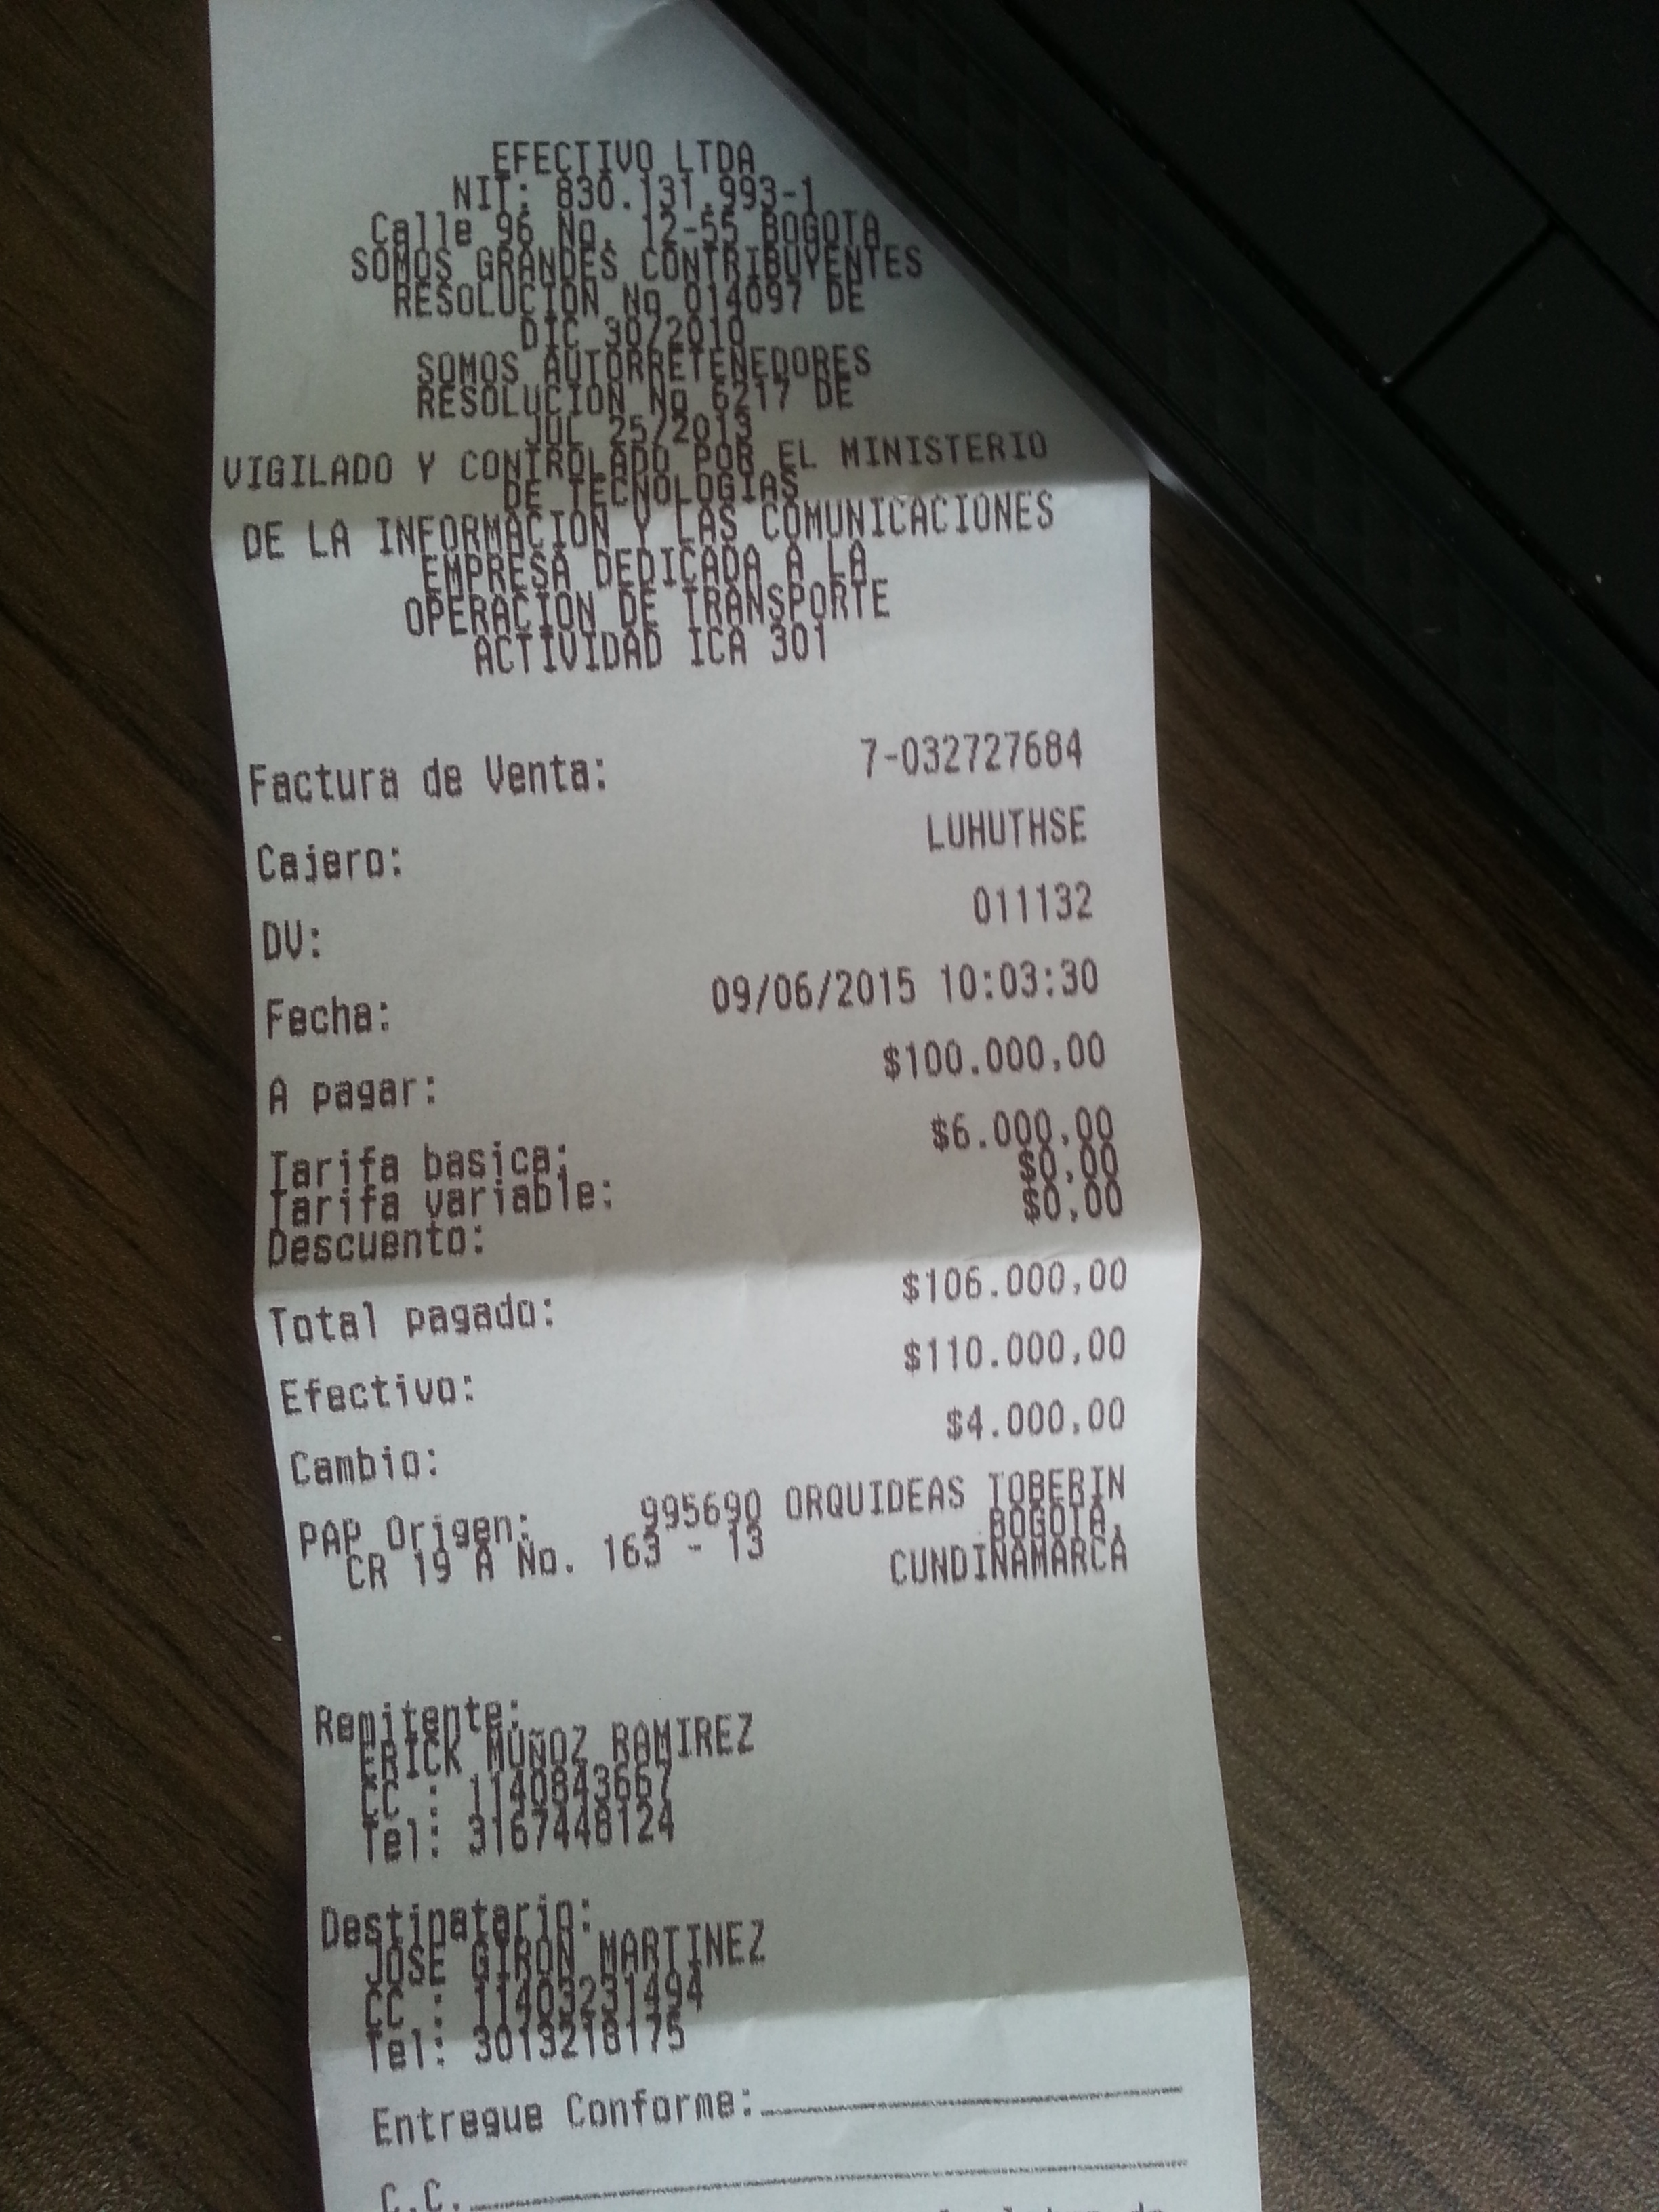 EFECTIVO LTDA
NIT: 830.131.993-1
Calle 96 No. 12-55 BOGOTA
SOMOS GRANDES CONTRIBUYENTES
RESOLUCION No 014097 DE
DIC 30/2010
SOMOS AUTORRETENEDORES
RESOLUCION No 6217 DE
JUL 25/2013
VIGILADO Y CONTROLADO POR EL MINISTERIO
DE TECNOLOGIAS
DE LA INFORMACION Y LAS COMUNICACIONES
EMPRESA DEDICADA A LA
OPERACION DE TRANSPORTE
ACTIVIDAD ICA 301
Factura de Venta: 7-032727684
Cajero: LUHUTHSE
DV: 011132
Fecha: 09/06/2015 10:03:30
A pagar: $100.000,00
Tarifa basica: $6.000,00
Tarifa variable: $0,00
Descuento: $0,00
Total pagado: $106.000,00
Efectivo: $110.000,00
Cambio: $4.000,00
PAP Origen: 995690 ORQUIDEAS TOBERIN
CR 19 A No. 163 - 13 BOGOTA,
CUNDINAMARCA
Remitente:
ERICK MUÑOZ RAMIREZ
CC : 1140843667
Tel: 3167448124
Destinatario:
JOSE GIRON MARTINEZ
CC : 11403231494
Tel: 3013218175
Entregue Conforme:
C.C.